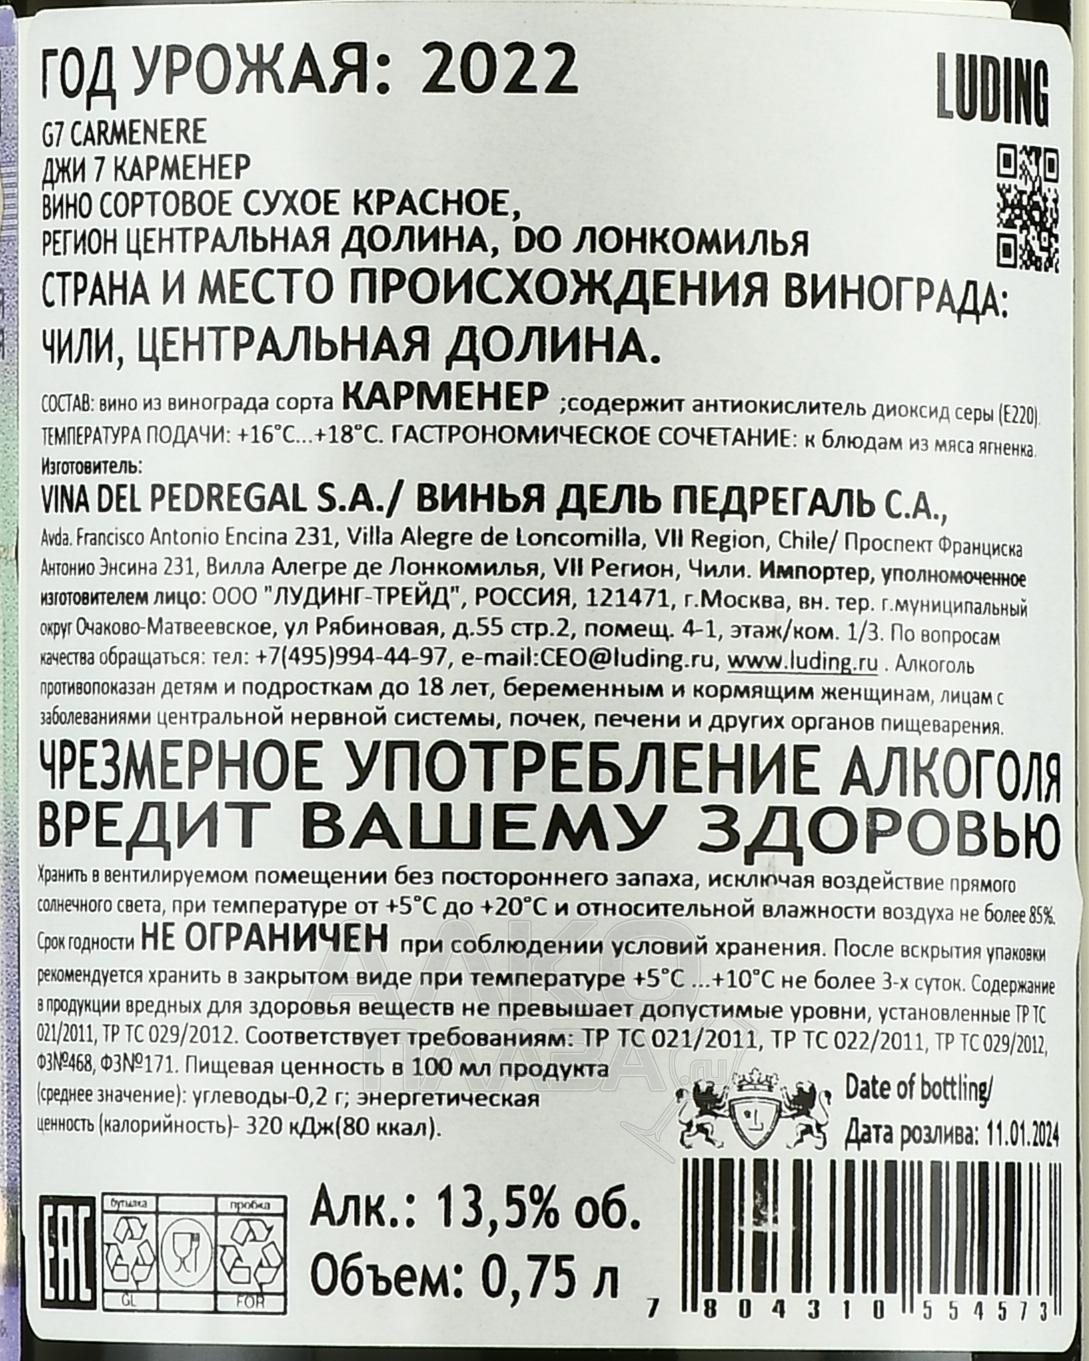 ГОД УРОЖАЯ: 2022
LUDING
G7 CARMENERE
ДЖИ 7 КАРМЕНЕР
ВИНО СОРТОВОЕ СУХОЕ КРАСНОЕ,
РЕГИОН ЦЕНТРАЛЬНАЯ ДОЛИНА, DO ЛОНКОМИЛЬЯ
СТРАНА И МЕСТО ПРОИСХОЖДЕНИЯ ВИНОГРАДА:
ЧИЛИ, ЦЕНТРАЛЬНАЯ ДОЛИНА.
СОСТАВ: вино из винограда сорта КАРМЕНЕР ;содержит антиокислитель диоксид серы (Е220).
ТЕМПЕРАТУРА ПОДАЧИ: +16°С...+18°С. ГАСТРОНОМИЧЕСКОЕ СОЧЕТАНИЕ: к блюдам из мяса ягненка.
Изготовитель:
VINA DEL PEDREGAL S.A./ ВИНЬЯ ДЕЛЬ ПЕДРЕГАЛЬ С.А.,
Avda. Francisco Antonio Encina 231, Villa Alegre de Loncomilla, VII Region, Chile/ Проспект Франциска
Антонио Энсина 231, Вилла Алегре де Лонкомилья, VII Регион, Чили. Импортер, уполномоченное
изготовителем лицо: ООО "ЛУДИНГ-ТРЕЙД", РОССИЯ, 121471, г.Москва, вн. тер. г.муниципальный
округ Очаково-Матвеевское, ул Рябиновая, д.55 стр.2, помещ. 4-1, этаж/ком. 1/3. По вопросам
качества обращаться: тел: +7(495)994-44-97, e-mail:CEO@luding.ru, www.luding.ru . Алкоголь
противопоказан детям и подросткам до 18 лет, беременным и кормящим женщинам, лицам с
заболеваниями центральной нервной системы, почек, печени и других органов пищеварения.
ЧРЕЗМЕРНОЕ УПОТРЕБЛЕНИЕ АЛКОГОЛЯ
ВРЕДИТ ВАШЕМУ ЗДОРОВЬЮ
Хранить в вентилируемом помещении без постороннего запаха, исключая воздействие прямого
солнечного света, при температуре от +5°С до +20°С и относительной влажности воздуха не более 85%.
Срок годности НЕ ОГРАНИЧЕН при соблюдении условий хранения. После вскрытия упаковки
рекомендуется хранить в закрытом виде при температуре +5°С ...+10°С не более 3-х суток. Содержание
в продукции вредных для здоровья веществ не превышает допустимые уровни, установленные ТР ТС
021/2011, ТР ТС 029/2012. Соответствует требованиям: ТР ТС 021/2011, ТР ТС 022/2011, ТР ТС 029/2012,
ФЗ№468, ФЗ№171. Пищевая ценность в 100 мл продукта
(среднее значение): углеводы-0,2 г; энергетическая
ценность (калорийность)- 320 кДж(80 ккал).
L
Date of bottling/
Дата розлива: 11.01.2024
EAC
бутылка
пробка
GL
FOR
Алк.: 13,5% об.
Объем: 0,75 л
7 804310 554573
АЛКО
ПЛАЗА.ru